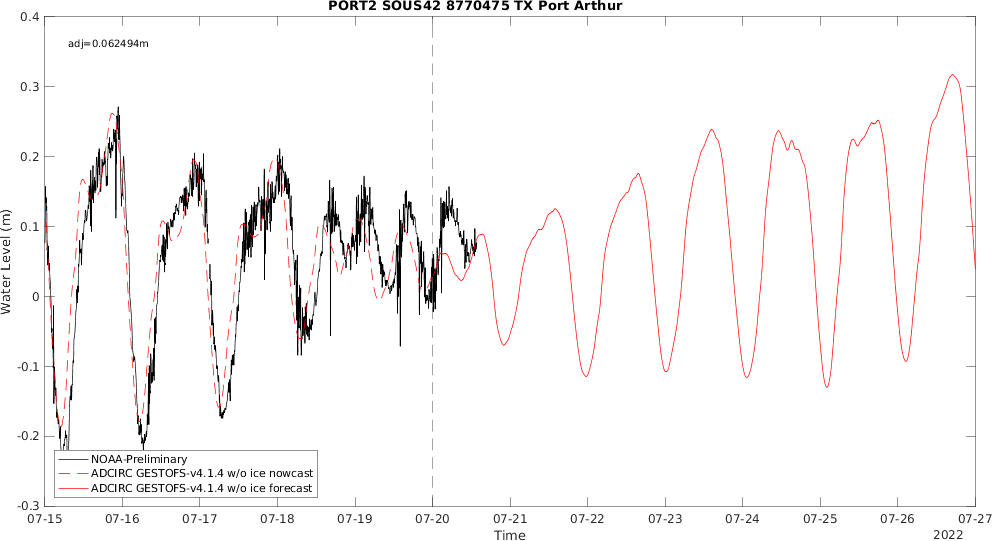 PORT2 SOUS42 8770475 TX Port Arthur
adj=0.062494m
0.4
0.3
0.2
0.1
0
-0.1
-0.2
-0.3
Water Level (m)
NOAA-Preliminary
ADCIRC GESTOFS-v4.1.4 w/o ice nowcast
ADCIRC GESTOFS-v4.1.4 w/o ice forecast
07-15 07-16 07-17 07-18 07-19 07-20 07-21 07-22 07-23 07-24 07-25 07-26 07-27
Time
2022